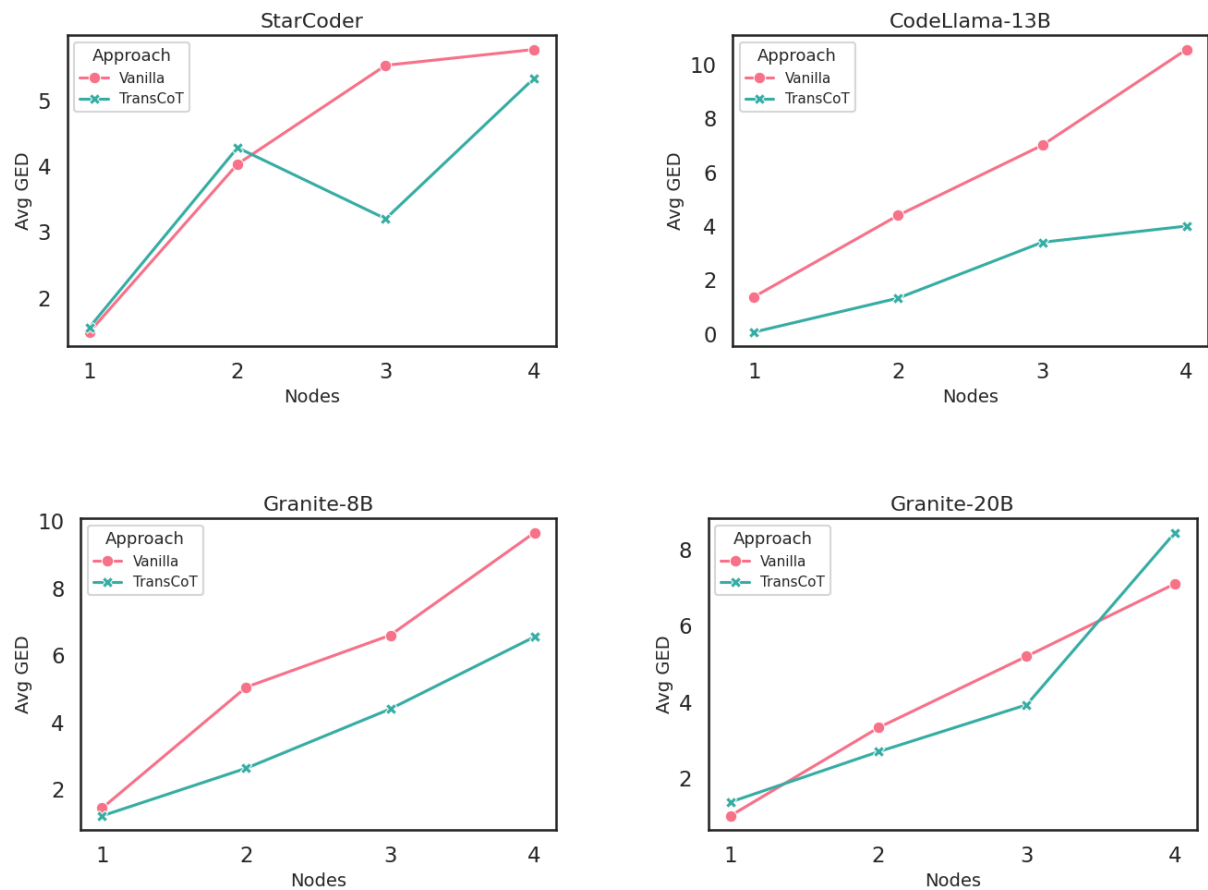 StarCoder
Approach
Vanilla
TransCoT
5
4
3
2
Avg GED
1 2 3 4
Nodes
CodeLlama-13B
Approach
Vanilla
TransCoT
10
8
6
4
2
0
Avg GED
1 2 3 4
Nodes
Granite-8B
Approach
Vanilla
TransCoT
10
8
6
4
2
Avg GED
1 2 3 4
Nodes
Granite-20B
Approach
Vanilla
TransCoT
8
6
4
2
Avg GED
1 2 3 4
Nodes